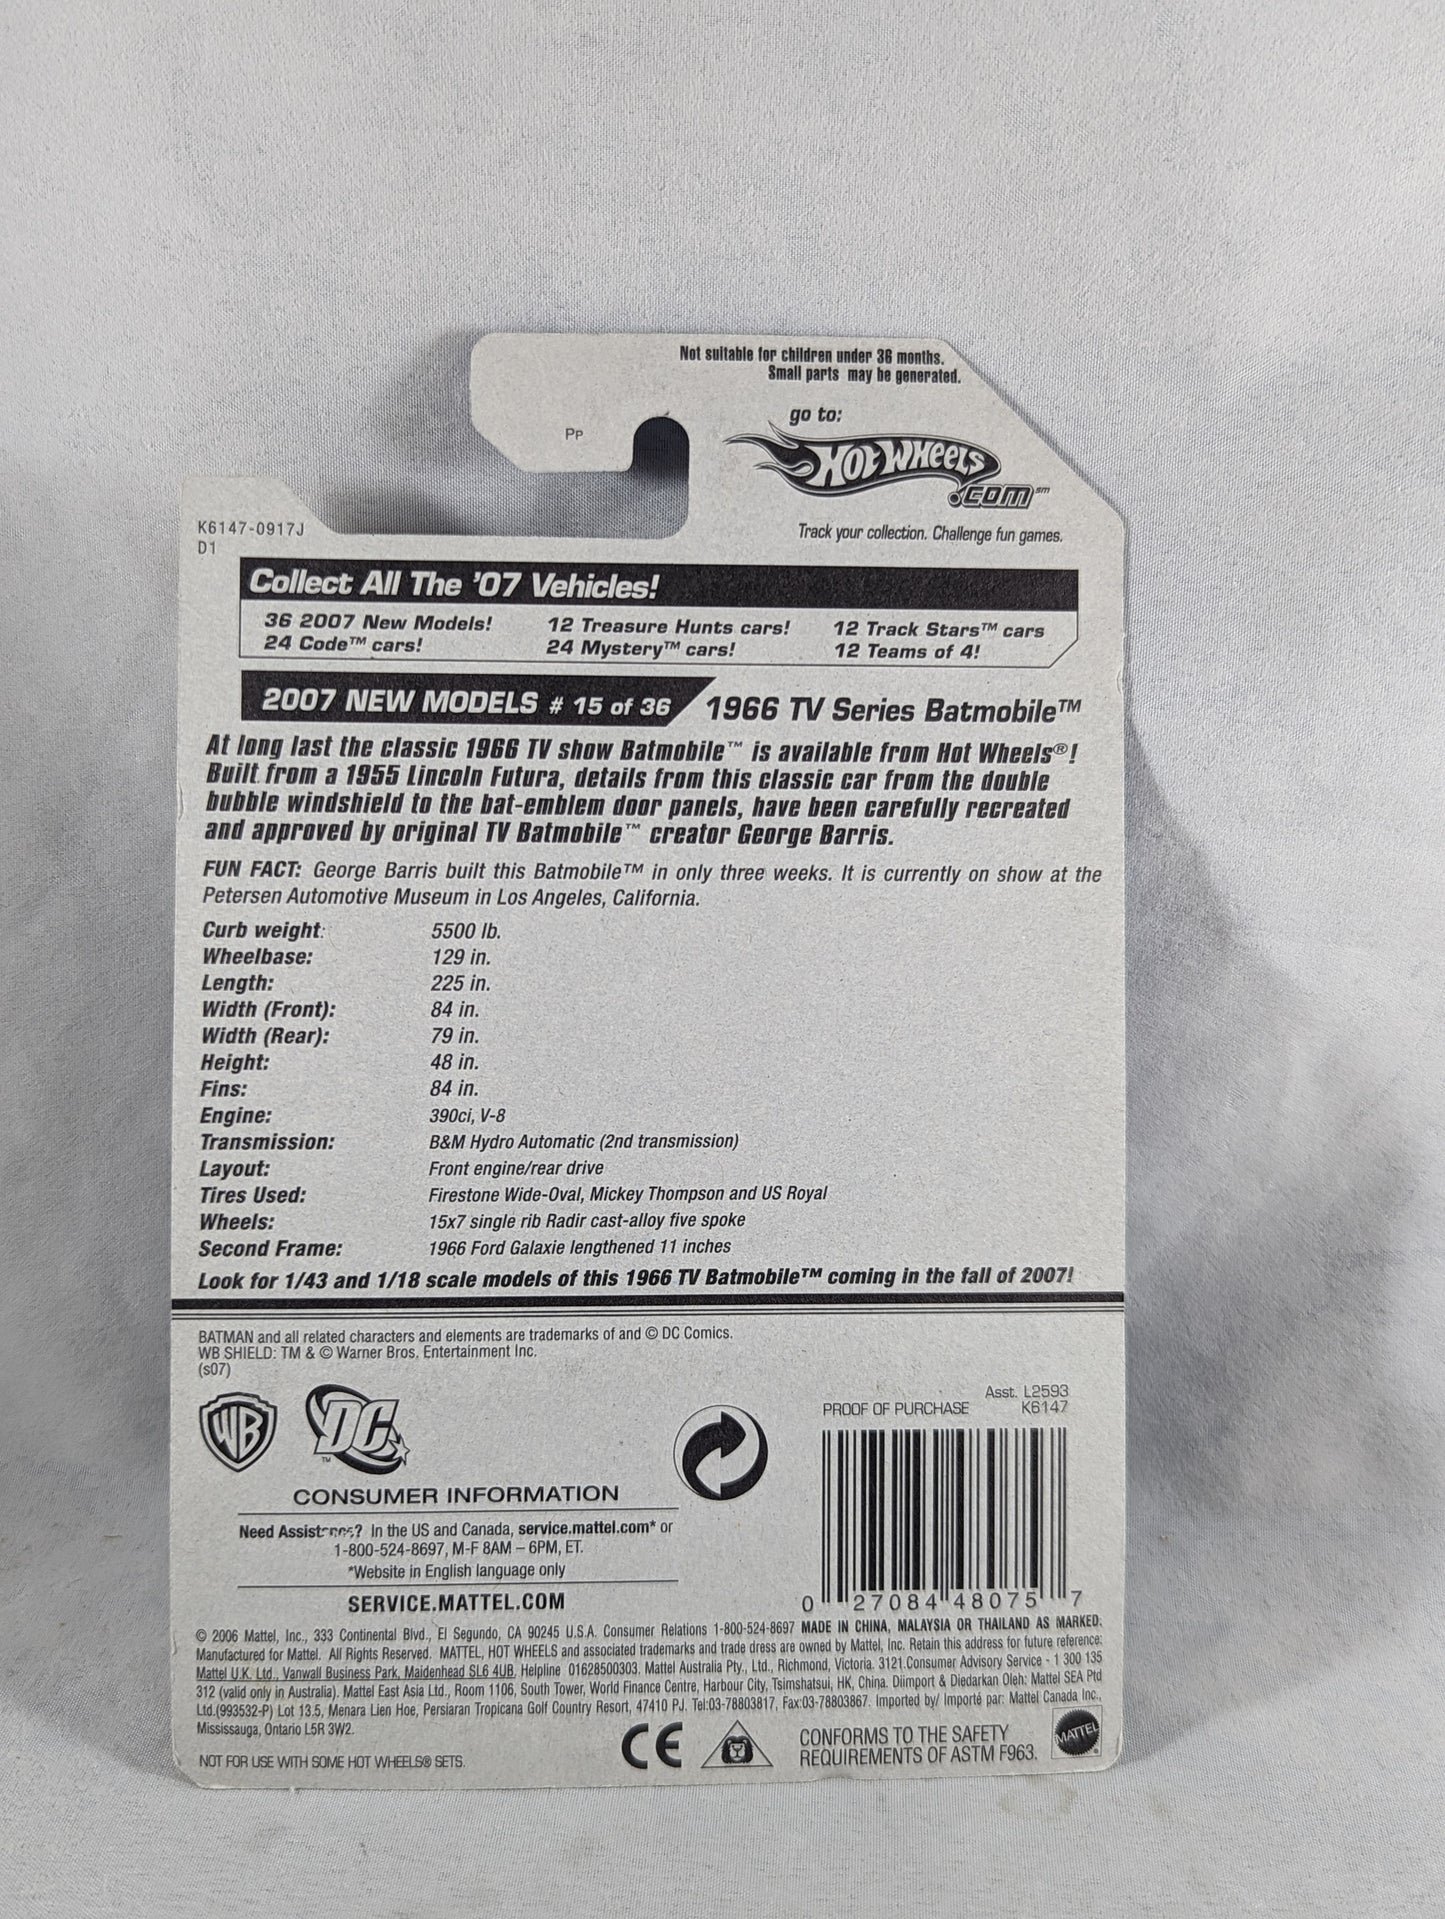 Not suitable for children under 36 months.
Small parts may be generated.
go to:
Pp
HOT WHEELS
.COM℠
K6147-0917J
D1
Track your collection. Challenge fun games.
Collect All The '07 Vehicles!
36 2007 New Models! 12 Treasure Hunts cars! 12 Track Stars™ cars
24 Code™ cars! 24 Mystery™ cars! 12 Teams of 4!
2007 NEW MODELS # 15 of 36 1966 TV Series Batmobile™
At long last the classic 1966 TV show Batmobile™ is available from Hot Wheels®!
Built from a 1955 Lincoln Futura, details from this classic car from the double
bubble windshield to the bat-emblem door panels, have been carefully recreated
and approved by original TV Batmobile™ creator George Barris.
FUN FACT: George Barris built this Batmobile™ in only three weeks. It is currently on show at the
Petersen Automotive Museum in Los Angeles, California.
Curb weight: 5500 lb.
Wheelbase: 129 in.
Length: 225 in.
Width (Front): 84 in.
Width (Rear): 79 in.
Height: 48 in.
Fins: 84 in.
Engine: 390ci, V-8
Transmission: B&M Hydro Automatic (2nd transmission)
Layout: Front engine/rear drive
Tires Used: Firestone Wide-Oval, Mickey Thompson and US Royal
Wheels: 15x7 single rib Radir cast-alloy five spoke
Second Frame: 1966 Ford Galaxie lengthened 11 inches
Look for 1/43 and 1/18 scale models of this 1966 TV Batmobile™ coming in the fall of 2007!
BATMAN and all related characters and elements are trademarks of and © DC Comics.
WB SHIELD: TM & © Warner Bros. Entertainment Inc.
(s07)
WB
DC
™
Asst. L2593
PROOF OF PURCHASE K6147
CONSUMER INFORMATION
Need Assistance? In the US and Canada, service.mattel.com* or
1-800-524-8697, M-F 8AM – 6PM, ET.
*Website in English language only
SERVICE.MATTEL.COM
0 27084 48075 7
© 2006 Mattel, Inc., 333 Continental Blvd., El Segundo, CA 90245 U.S.A. Consumer Relations 1-800-524-8697 MADE IN CHINA, MALAYSIA OR THAILAND AS MARKED.
Manufactured for Mattel. All Rights Reserved. MATTEL, HOT WHEELS and associated trademarks and trade dress are owned by Mattel, Inc. Retain this address for future reference:
Mattel U.K. Ltd., Vanwall Business Park, Maidenhead SL6 4UB. Helpline 01628500303. Mattel Australia Pty., Ltd., Richmond, Victoria. 3121.Consumer Advisory Service - 1 300 135
312 (valid only in Australia). Mattel East Asia Ltd., Room 1106, South Tower, World Finance Centre, Harbour City, Tsimshatsui, HK, China. Diimport & Diedarkan Oleh: Mattel SEA Ptd
Ltd.(993532-P) Lot 13.5, Menara Lien Hoe, Persiaran Tropicana Golf Country Resort, 47410 PJ. Tel:03-78803817, Fax:03-78803867. Imported by/ Importé par: Mattel Canada Inc.,
Mississauga, Ontario L5R 3W2.
NOT FOR USE WITH SOME HOT WHEELS® SETS.
CE
CONFORMS TO THE SAFETY
REQUIREMENTS OF ASTM F963.
MATTEL